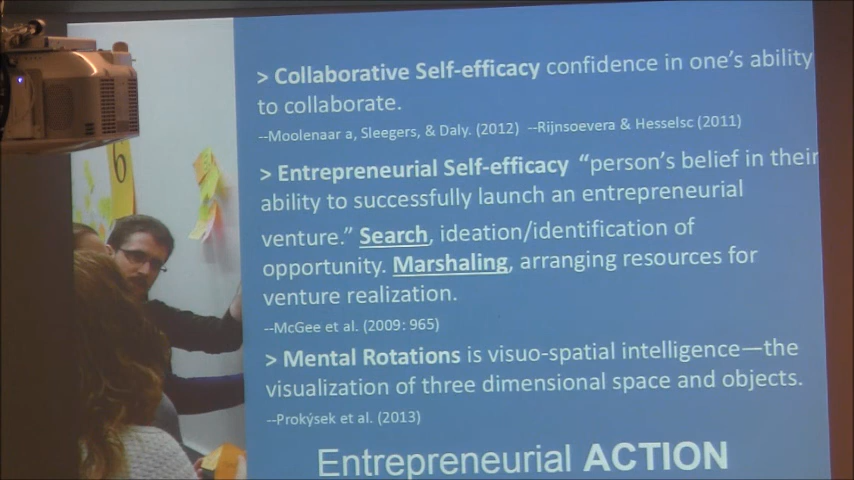 > Collaborative Self-efficacy confidence in one's ability
to collaborate.
--Moolenaar a, Sleegers, & Daly. (2012) --Rijnsoevera & Hesselsc (2011)
> Entrepreneurial Self-efficacy “person's belief in their
ability to successfully launch an entrepreneurial
venture.” Search, ideation/identification of
opportunity. Marshaling, arranging resources for
venture realization.
--McGee et al. (2009: 965)
> Mental Rotations is visuo-spatial intelligence—the
visualization of three dimensional space and objects.
--Prokýsek et al. (2013)
Entrepreneurial ACTION
6